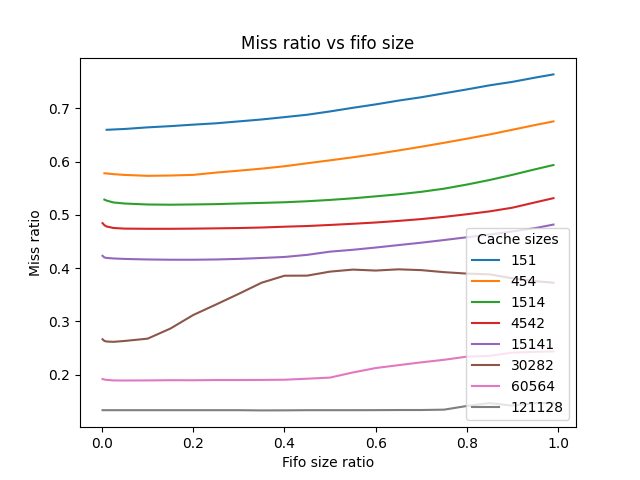 Miss ratio vs fifo size
Miss ratio
0.7
0.6
0.5
0.4
0.3
0.2
0.0 0.2 0.4 0.6 0.8 1.0
Fifo size ratio
Cache sizes
151
454
1514
4542
15141
30282
60564
121128